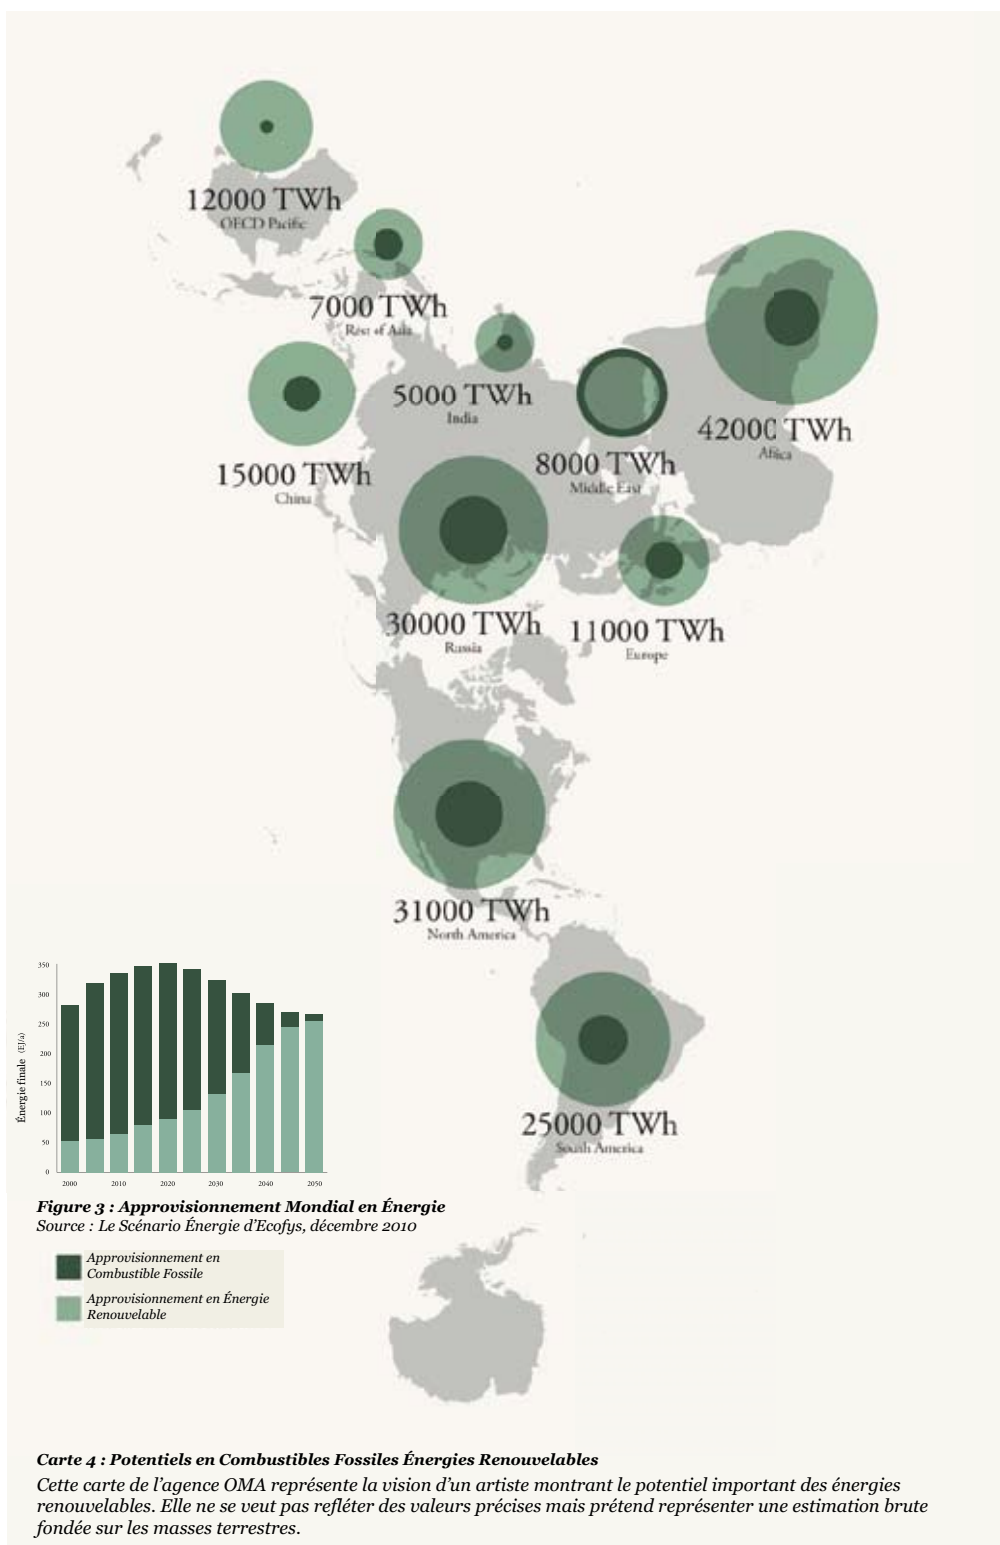 12000 TWh
OECD Pacific
7000 TWh
Rest of Asia
5000 TWh
India
42000 TWh
Africa
8000 TWh
Middle East
15000 TWh
China
30000 TWh
Russia
11000 TWh
Europe
31000 TWh
North America
25000 TWh
South America
Énergie finale (EJ/a)
350
300
250
200
150
100
50
0
2000 2010 2020 2030 2040 2050
Figure 3 : Approvisionnement Mondial en Énergie
Source : Le Scénario Énergie d’Ecofys, décembre 2010
Approvisionnement en
Combustible Fossile
Approvisionnement en Énergie
Renouvelable
Carte 4 : Potentiels en Combustibles Fossiles Énergies Renouvelables
Cette carte de l’agence OMA représente la vision d’un artiste montrant le potentiel important des énergies
renouvelables. Elle ne se veut pas refléter des valeurs précises mais prétend représenter une estimation brute
fondée sur les masses terrestres.